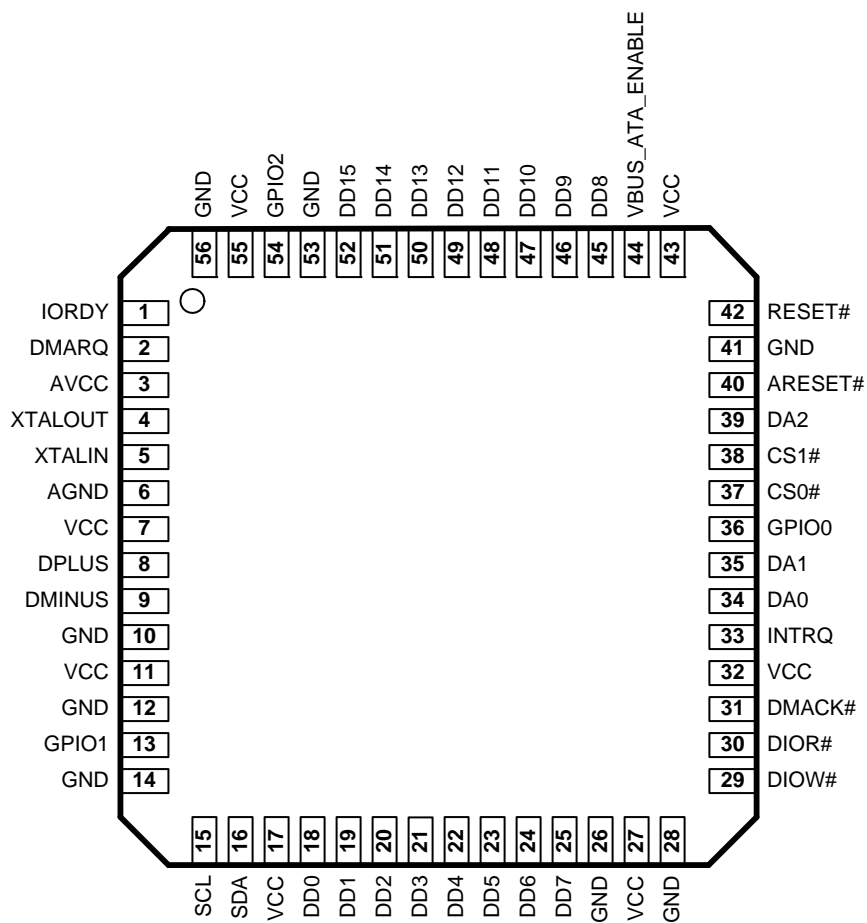 VBUS_ATA_ENABLE
GND VCC GPIO2 GND DD15 DD14 DD13 DD12 DD11 DD10 DD9 DD8 VCC
56 55 54 53 52 51 50 49 48 47 46 45 44 43
IORDY 1 42 RESET#
DMARQ 2 41 GND
AVCC 3 40 ARESET#
XTALOUT 4 39 DA2
XTALIN 5 38 CS1#
AGND 6 37 CS0#
VCC 7 36 GPIO0
DPLUS 8 35 DA1
DMINUS 9 34 DA0
GND 10 33 INTRQ
VCC 11 32 VCC
GND 12 31 DMACK#
GPIO1 13 30 DIOR#
GND 14 29 DIOW#
15 16 17 18 19 20 21 22 23 24 25 26 27 28
SCL SDA VCC DD0 DD1 DD2 DD3 DD4 DD5 DD6 DD7 GND VCC GND